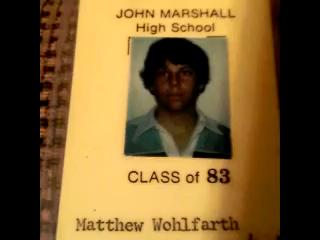 JOHN MARSHALL
High School
CLASS of 83
Matthew Wohlfarth